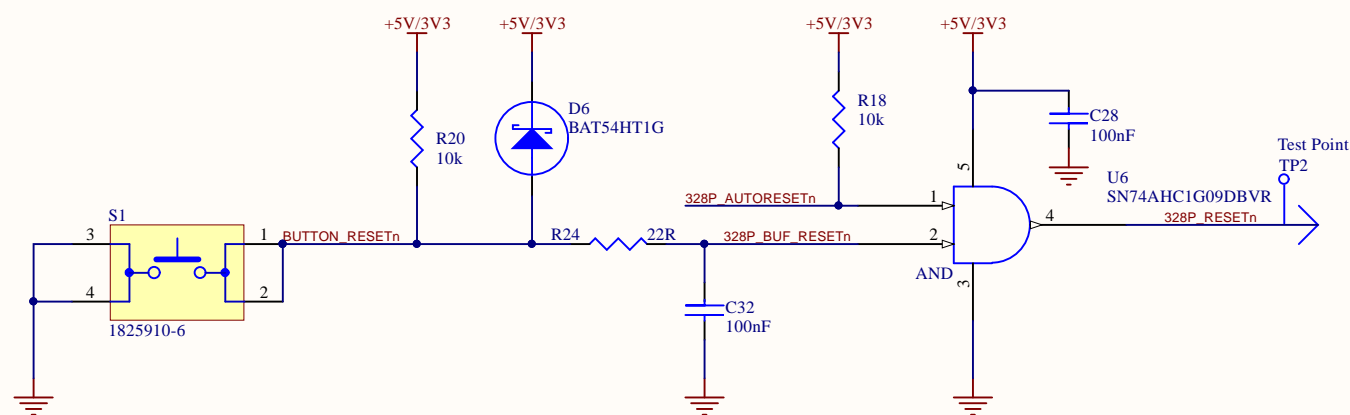 +5V/3V3
+5V/3V3
+5V/3V3
+5V/3V3
D6
BAT54HT1G
R20
10k
R18
10k
C28
100nF
Test Point
TP2
5
U6
SN74AHC1G09DBVR
328P_AUTORESETn
1
4
328P_RESETn
S1
3
1
BUTTON_RESETn
R24
22R
328P_BUF_RESETn
2
AND
3
4
2
C32
100nF
1825910-6